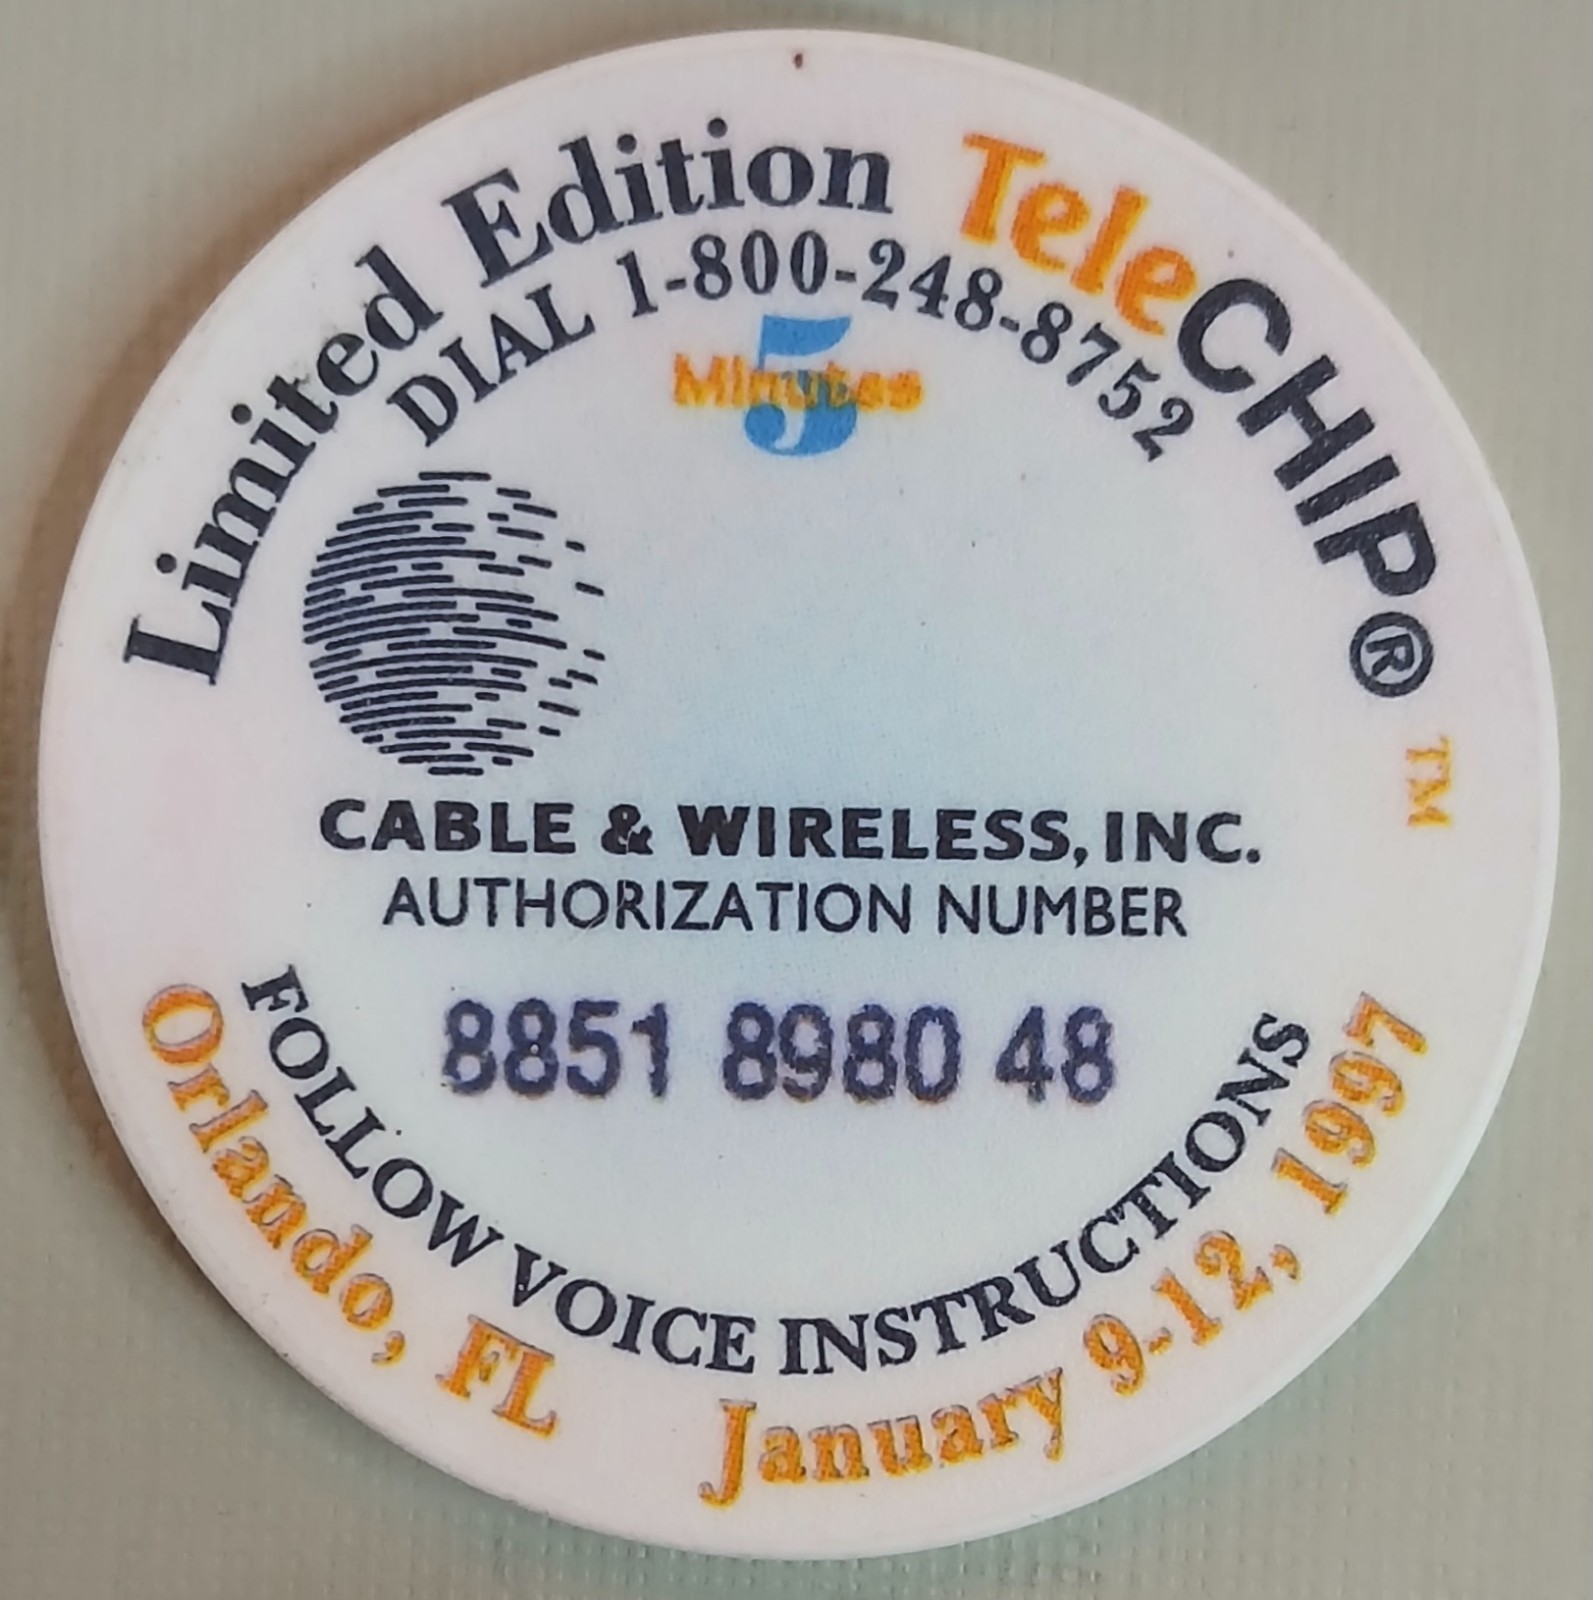 Limited Edition TeleCHIP® ™
DIAL 1-800-248-8752
5
Minutes
CABLE & WIRELESS, INC.
AUTHORIZATION NUMBER
8851 8980 48
FOLLOW VOICE INSTRUCTIONS
Orlando, FL January 9-12, 1997